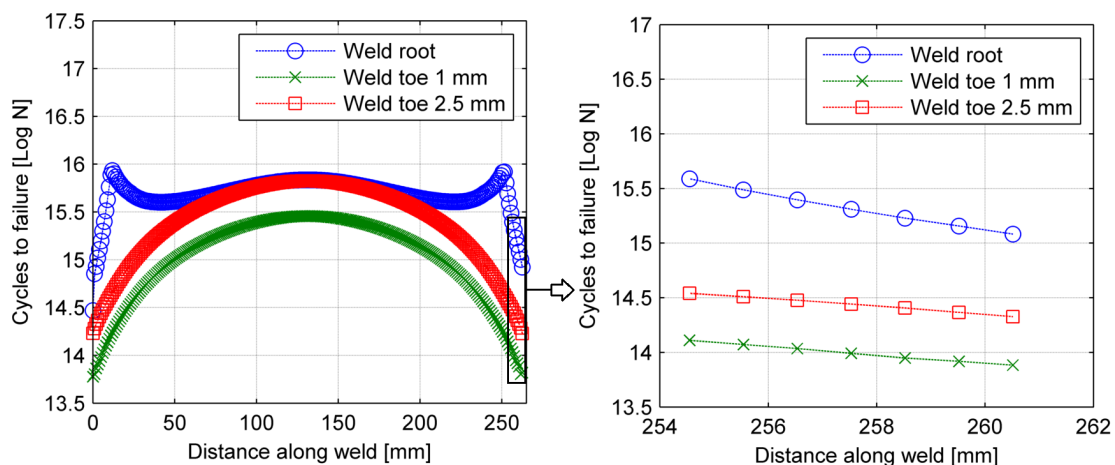 17.5
17
16.5
16
15.5
15
14.5
14
13.5
0
50
100
150
200
250
Cycles to failure [Log N]
Distance along weld [mm]
Weld root
Weld toe 1 mm
Weld toe 2.5 mm
17
16.5
16
15.5
15
14.5
14
13.5
254
256
258
260
262
Cycles to failure [Log N]
Distance along weld [mm]
Weld root
Weld toe 1 mm
Weld toe 2.5 mm